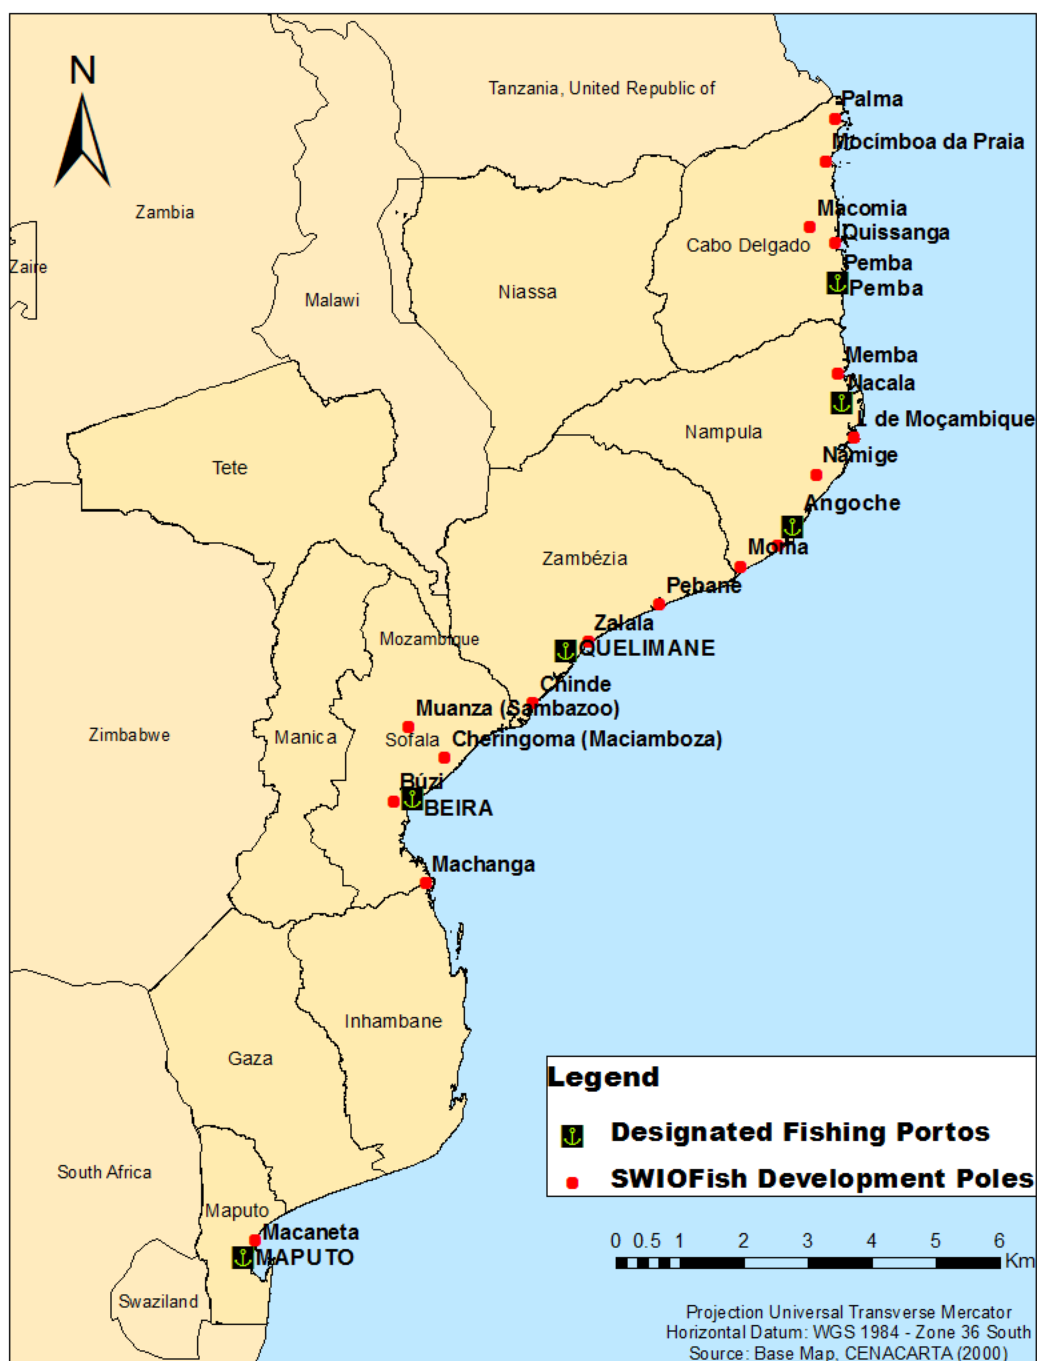 N
Tanzania, United Republic of
Palma
Mocímboa da Praia
Zambia
Macomia
Quissanga
Cabo Delgado
Zaire
Pemba
Pemba
Niassa
Malawi
Memba
Nacala
I. de Moçambique
Nampula
Namige
Tete
Angoche
Moma
Zambézia
Pebane
Zalala
Mozambique
QUELIMANE
Chinde
Muanza (Sambazoo)
Zimbabwe
Manica
Sofala
Cheringoma (Maciamboza)
Búzi
BEIRA
Machanga
Inhambane
Gaza
Legend
Designated Fishing Portos
SWIOFish Development Poles
South Africa
Maputo
Macaneta
MAPUTO
Swaziland
0 0.5 1 2 3 4 5 6
Km
Projection Universal Transverse Mercator
Horizontal Datum: WGS 1984 - Zone 36 South
Source: Base Map, CENACARTA (2000)